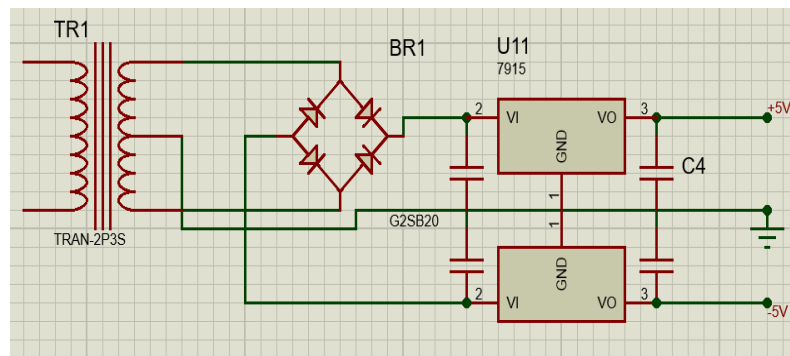 TR1
BR1
U11
7915
+5V
2
VI
VO
3
GND
1
C4
TRAN-2P3S
G2SB20
1
GND
2
VI
VO
3
-5V